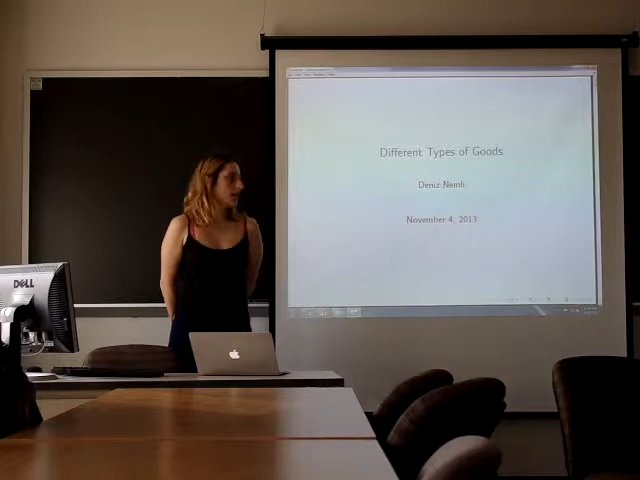 Different Types of Goods
Deniz Nemli
November 4, 2013
DELL